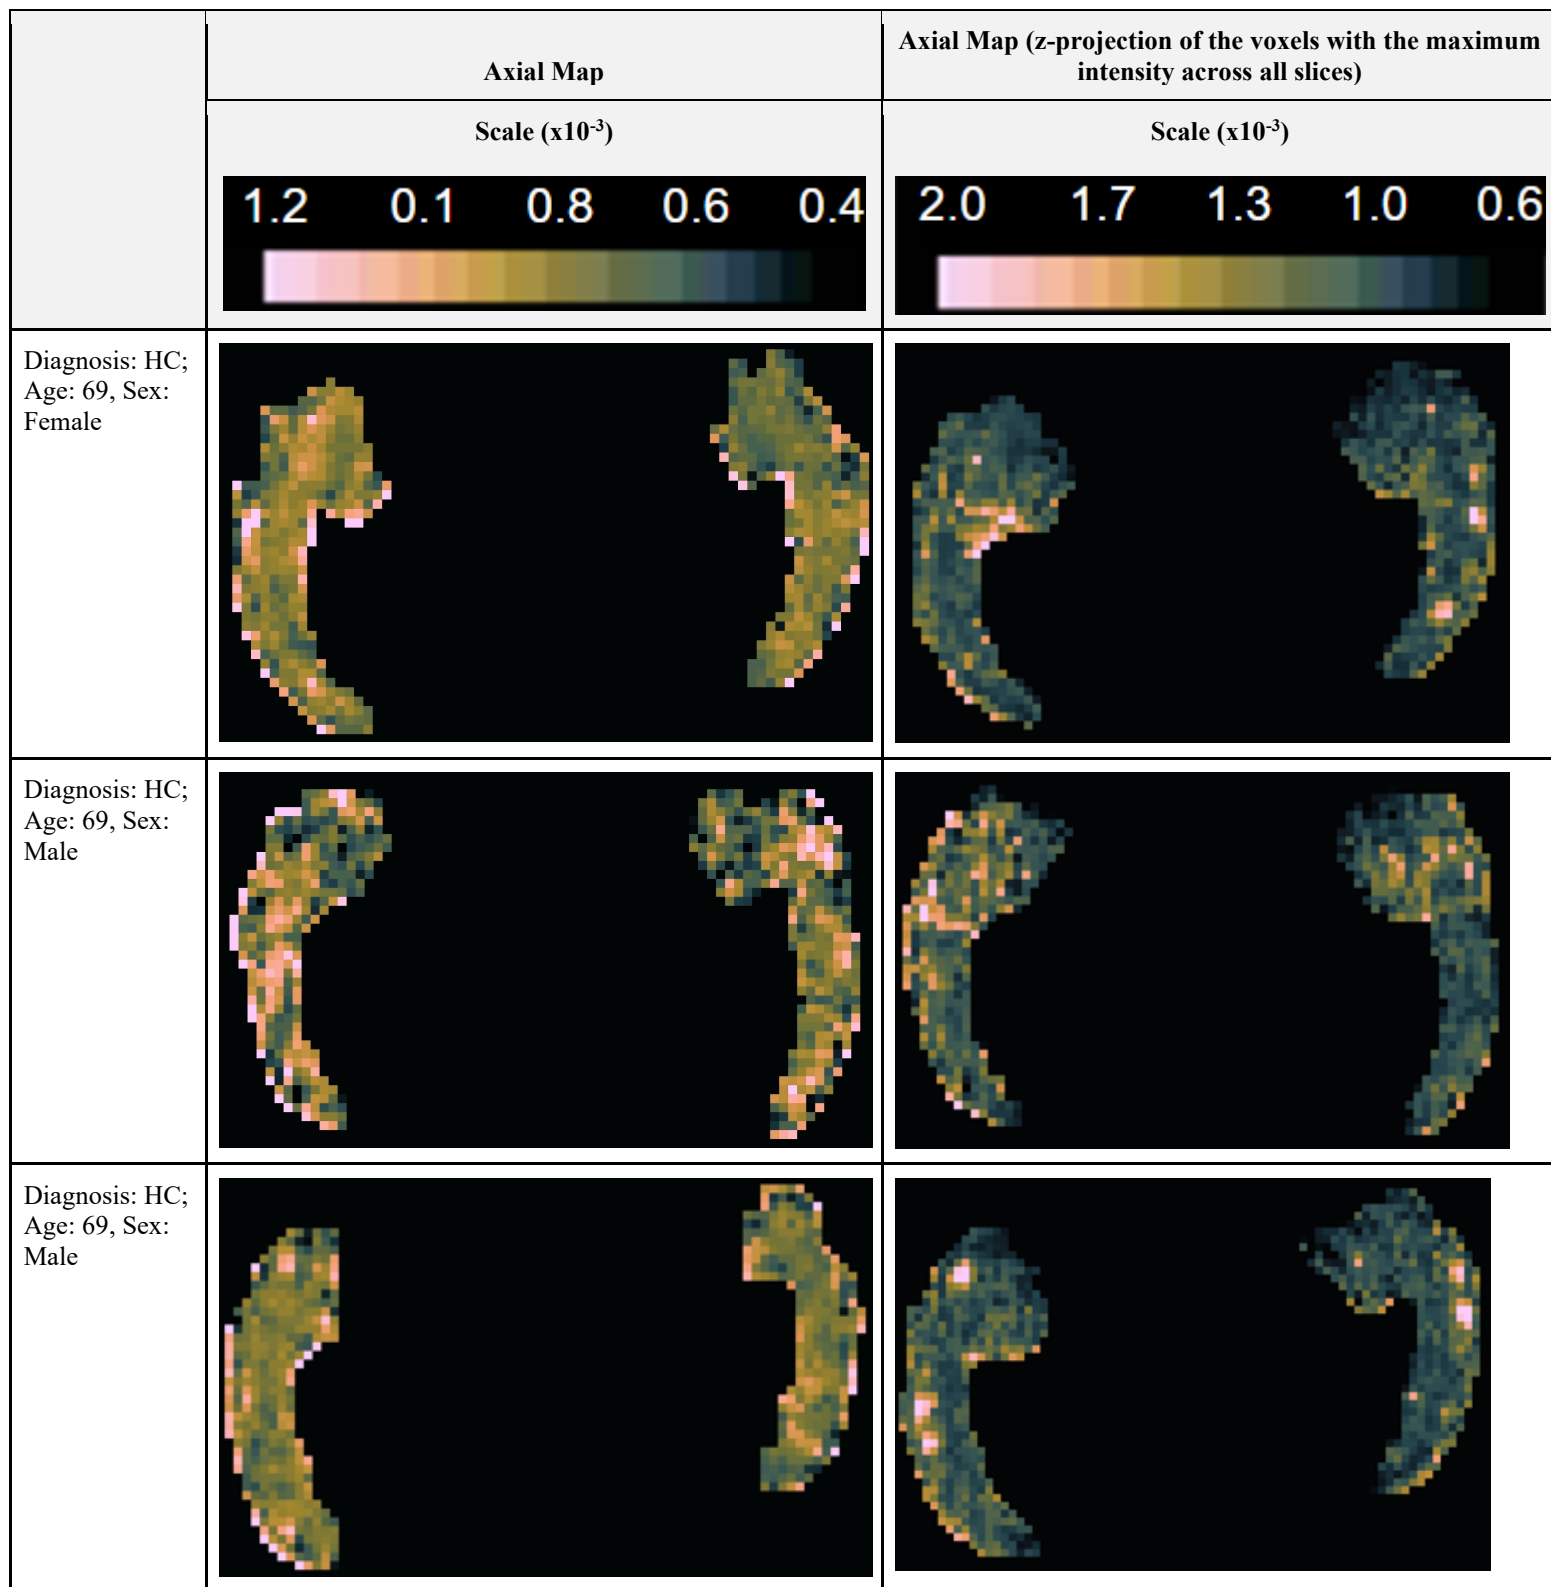 Axial Map
Axial Map (z-projection of the voxels with the maximum
intensity across all slices)
Scale (x10⁻³)
Scale (x10⁻³)
1.2 0.1 0.8 0.6 0.4
2.0 1.7 1.3 1.0 0.6
Diagnosis: HC;
Age: 69, Sex:
Female
Diagnosis: HC;
Age: 69, Sex:
Male
Diagnosis: HC;
Age: 69, Sex:
Male